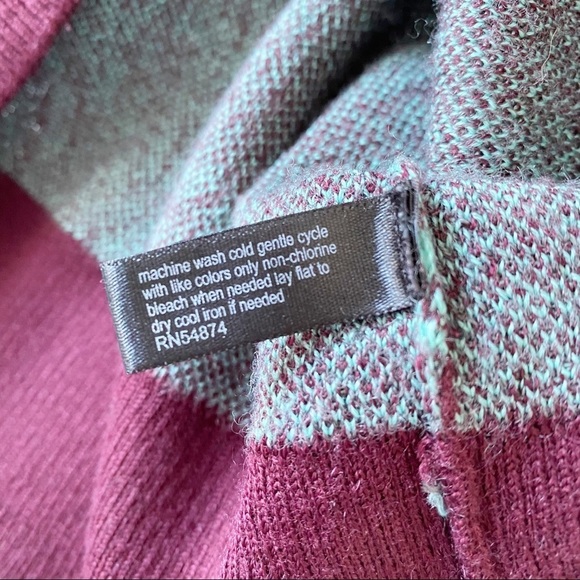 machine wash cold gentle cycle
with like colors only non-chlorine
bleach when needed lay flat to
dry cool iron if needed
RN54874